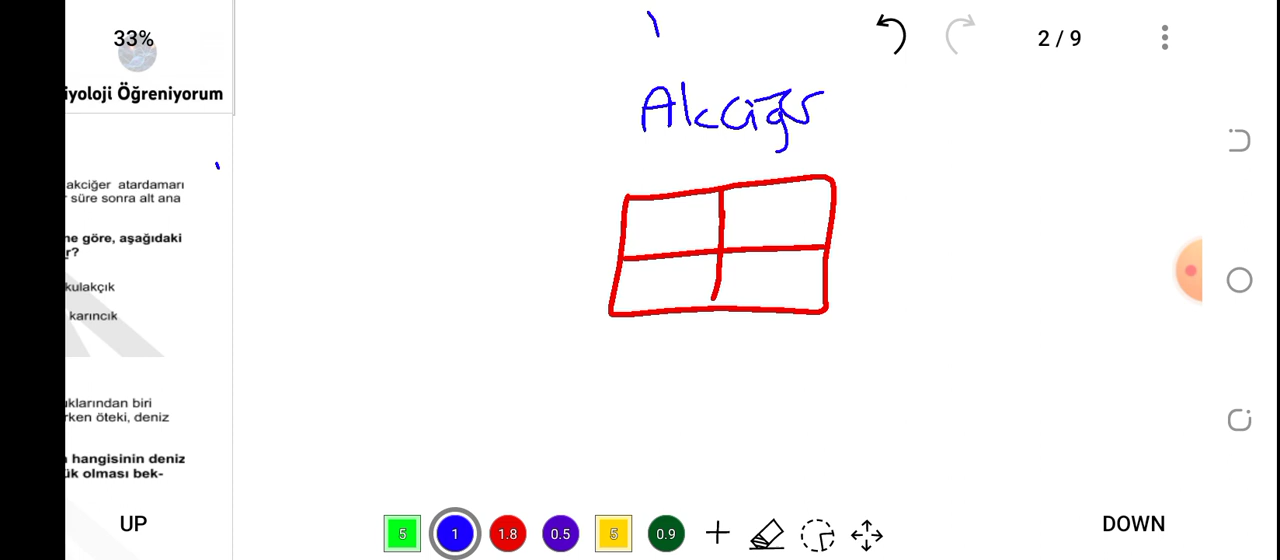 33%
2 / 9
iyoloji Öğreniyorum
Akciğr
akciğer atardamarı
süre sonra alt ana
göre, aşağıdaki
kulakçık
karıncık
uklarından biri
rken öteki, deniz
hangisinin deniz
ük olması bek-
UP
5
1
1.8
0.5
5
0.9
DOWN